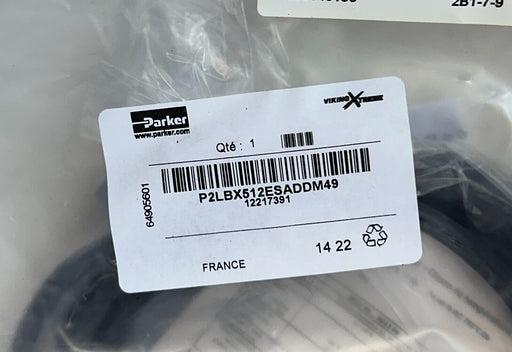 2B1-7-9
Parker
www.parker.com
VIKING XTREME
Qté : 1
P2LBX512ESADDM49
12217391
64905601
14 22
FRANCE